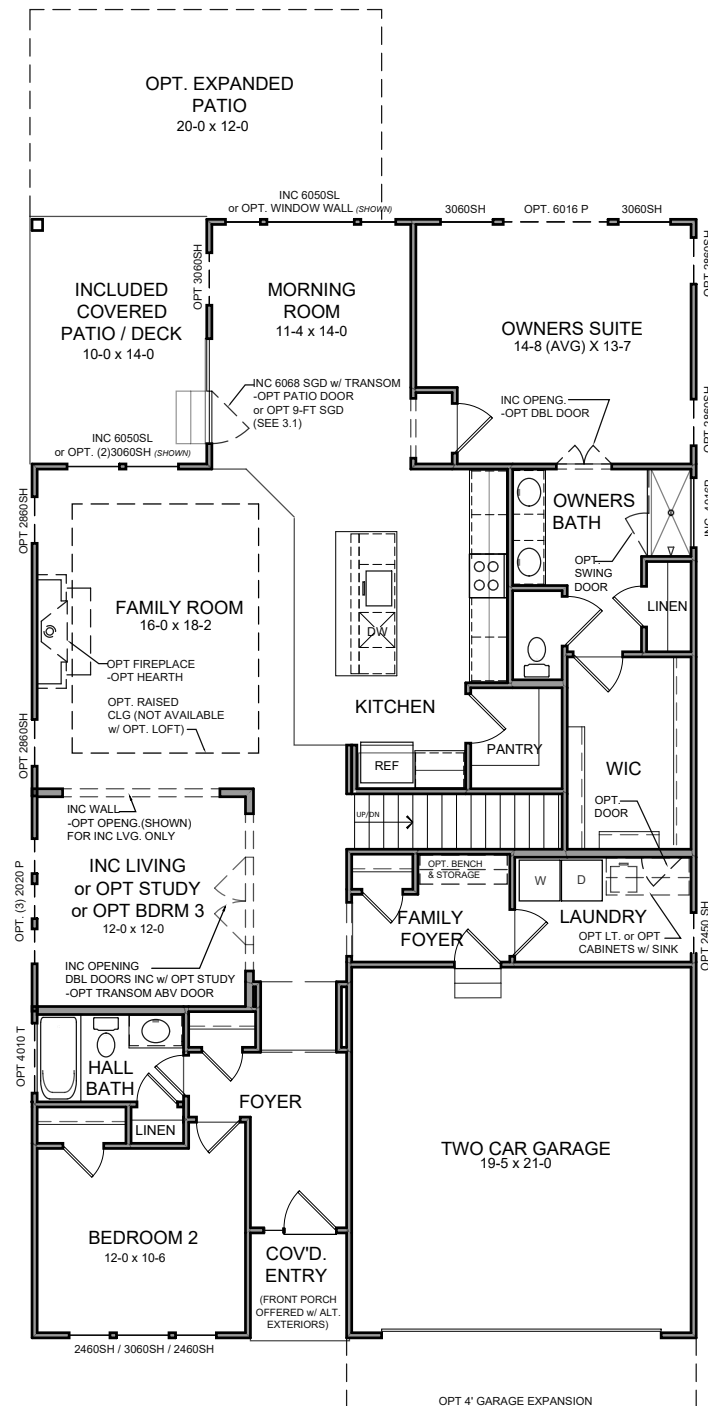 OPT. EXPANDED
PATIO
20-0 x 12-0
INC 6050SL
or OPT. WINDOW WALL (SHOWN)
3060SH
OPT. 6016 P
3060SH
OPT 3060SH
OPT 2860SH
INCLUDED
COVERED
PATIO / DECK
10-0 x 14-0
MORNING
ROOM
11-4 x 14-0
OWNERS SUITE
14-8 (AVG) X 13-7
INC 6068 SGD w/ TRANSOM
-OPT PATIO DOOR
or OPT 9-FT SGD
(SEE 3.1)
INC OPENG.
-OPT DBL DOOR
OPT 2860SH
INC 6050SL
or OPT. (2)3060SH (SHOWN)
OPT 2860SH
OWNERS
BATH
INC. 4016P
OPT.
SWING
DOOR
LINEN
FAMILY ROOM
16-0 x 18-2
DW
OPT FIREPLACE
-OPT HEARTH
OPT. RAISED
CLG (NOT AVAILABLE
w/ OPT. LOFT)
OPT 2860SH
KITCHEN
PANTRY
REF
WIC
OPT.
DOOR
INC WALL
-OPT OPENG.(SHOWN)
FOR INC LVG. ONLY
UP/DN
INC LIVING
or OPT STUDY
or OPT BDRM 3
12-0 x 12-0
OPT. (3) 2020 P
OPT. BENCH
& STORAGE
W
D
FAMILY
FOYER
LAUNDRY
OPT LT. or OPT
CABINETS w/ SINK
OPT 2450 SH
INC OPENING
DBL DOORS INC w/ OPT STUDY
-OPT TRANSOM ABV DOOR
OPT 4010 T
HALL
BATH
LINEN
FOYER
TWO CAR GARAGE
19-5 x 21-0
BEDROOM 2
12-0 x 10-6
COV'D.
ENTRY
(FRONT PORCH
OFFERED w/ ALT.
EXTERIORS)
2460SH / 3060SH / 2460SH
OPT 4' GARAGE EXPANSION